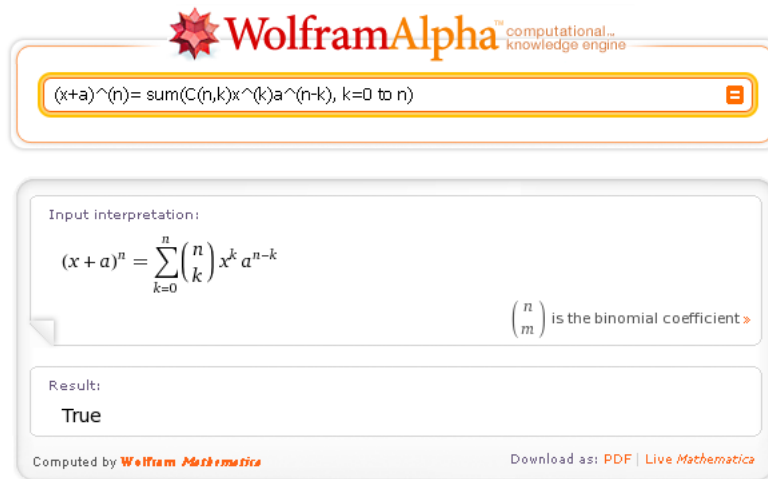 WolframAlpha™ computational... knowledge engine
(x+a)^(n)= sum(C(n,k)x^(k)a^(n-k), k=0 to n)
Input interpretation:
(x + a)^n = ∑_{k=0}^{n} (n k) x^k a^{n-k}
(n m) is the binomial coefficient »
Result:
True
Computed by Wolfram Mathematica
Download as: PDF | Live Mathematica